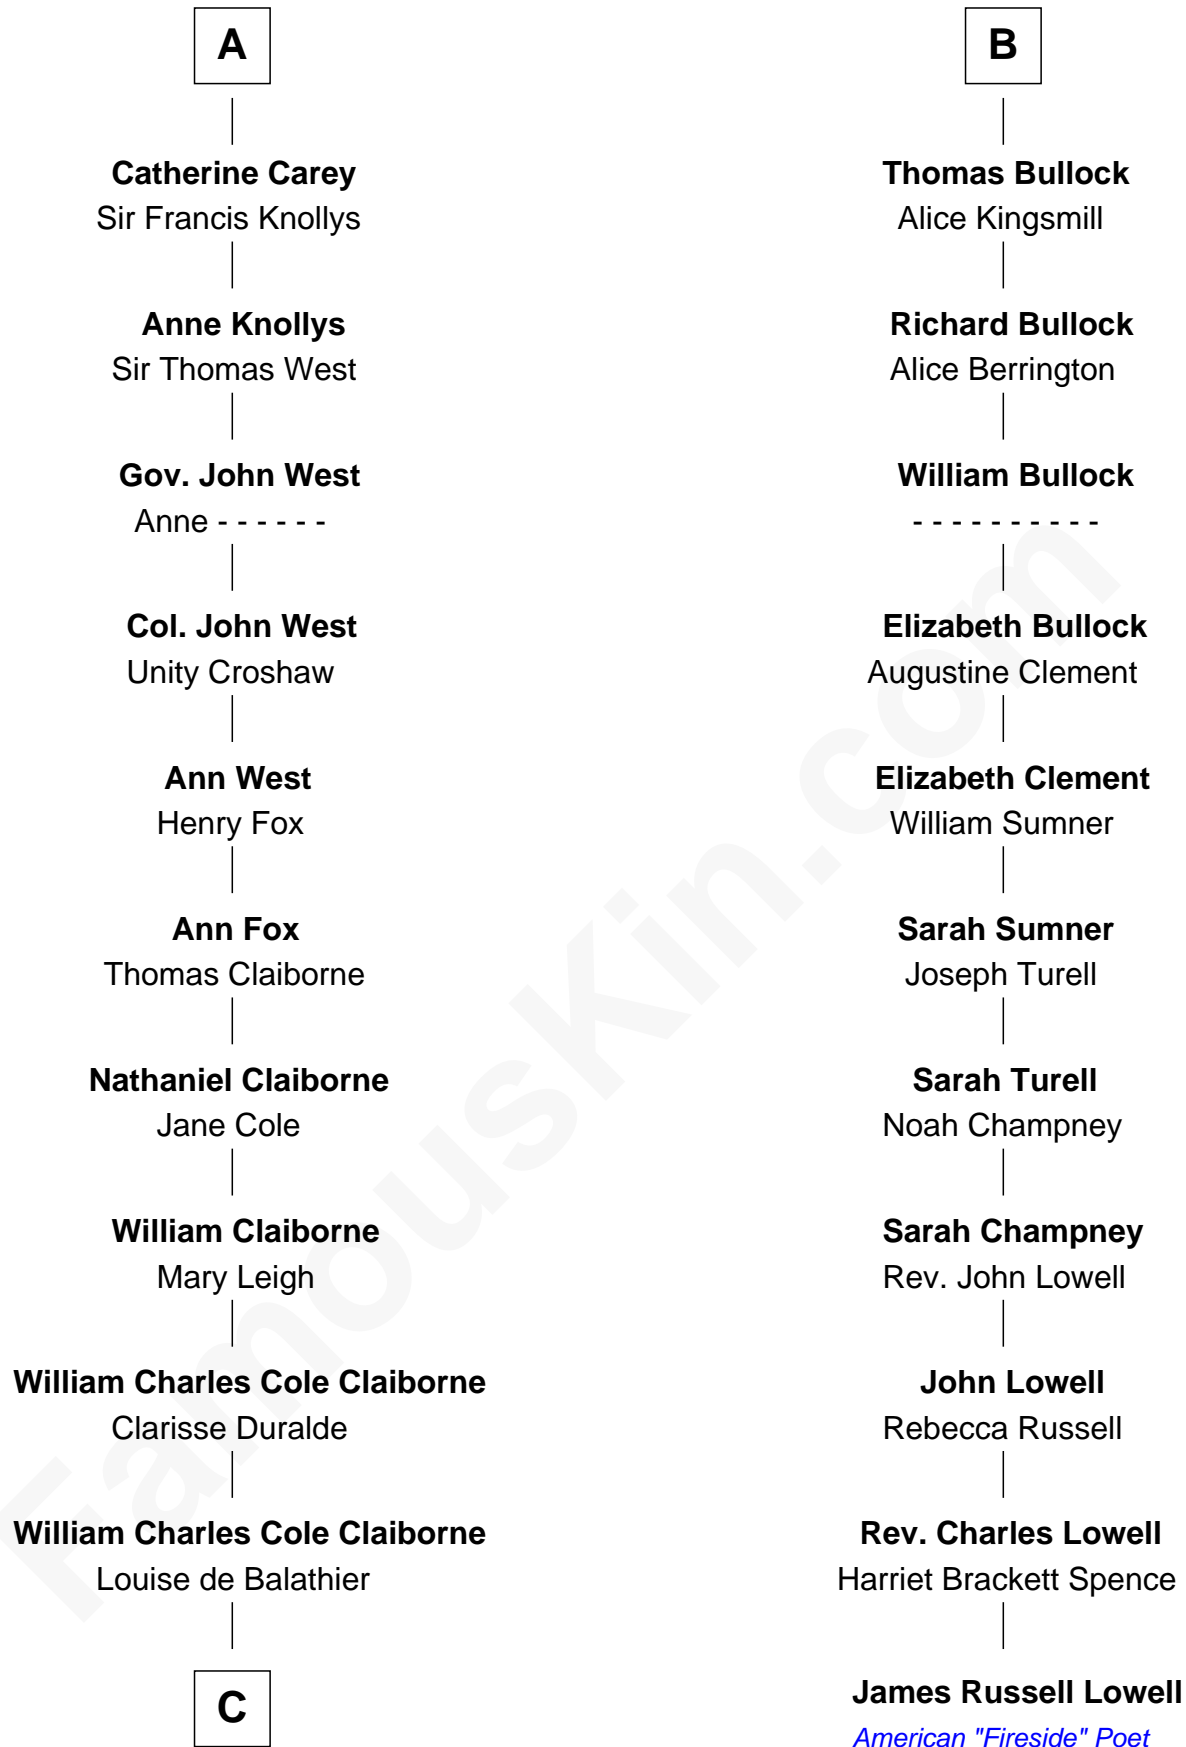 A
Catherine Carey
Sir Francis Knollys
Anne Knollys
Sir Thomas West
Gov. John West
Anne - - - - - -
Col. John West
Unity Croshaw
Ann West
Henry Fox
Ann Fox
Thomas Claiborne
Nathaniel Claiborne
Jane Cole
William Claiborne
Mary Leigh
William Charles Cole Claiborne
Clarisse Duralde
William Charles Cole Claiborne
Louise de Balathier
C
B
Thomas Bullock
Alice Kingsmill
Richard Bullock
Alice Berrington
William Bullock
- - - - - - - - - -
Elizabeth Bullock
Augustine Clement
Elizabeth Clement
William Sumner
Sarah Sumner
Joseph Turell
Sarah Turell
Noah Champney
Sarah Champney
Rev. John Lowell
John Lowell
Rebecca Russell
Rev. Charles Lowell
Harriet Brackett Spence
James Russell Lowell
American "Fireside" Poet
FamousKin.com